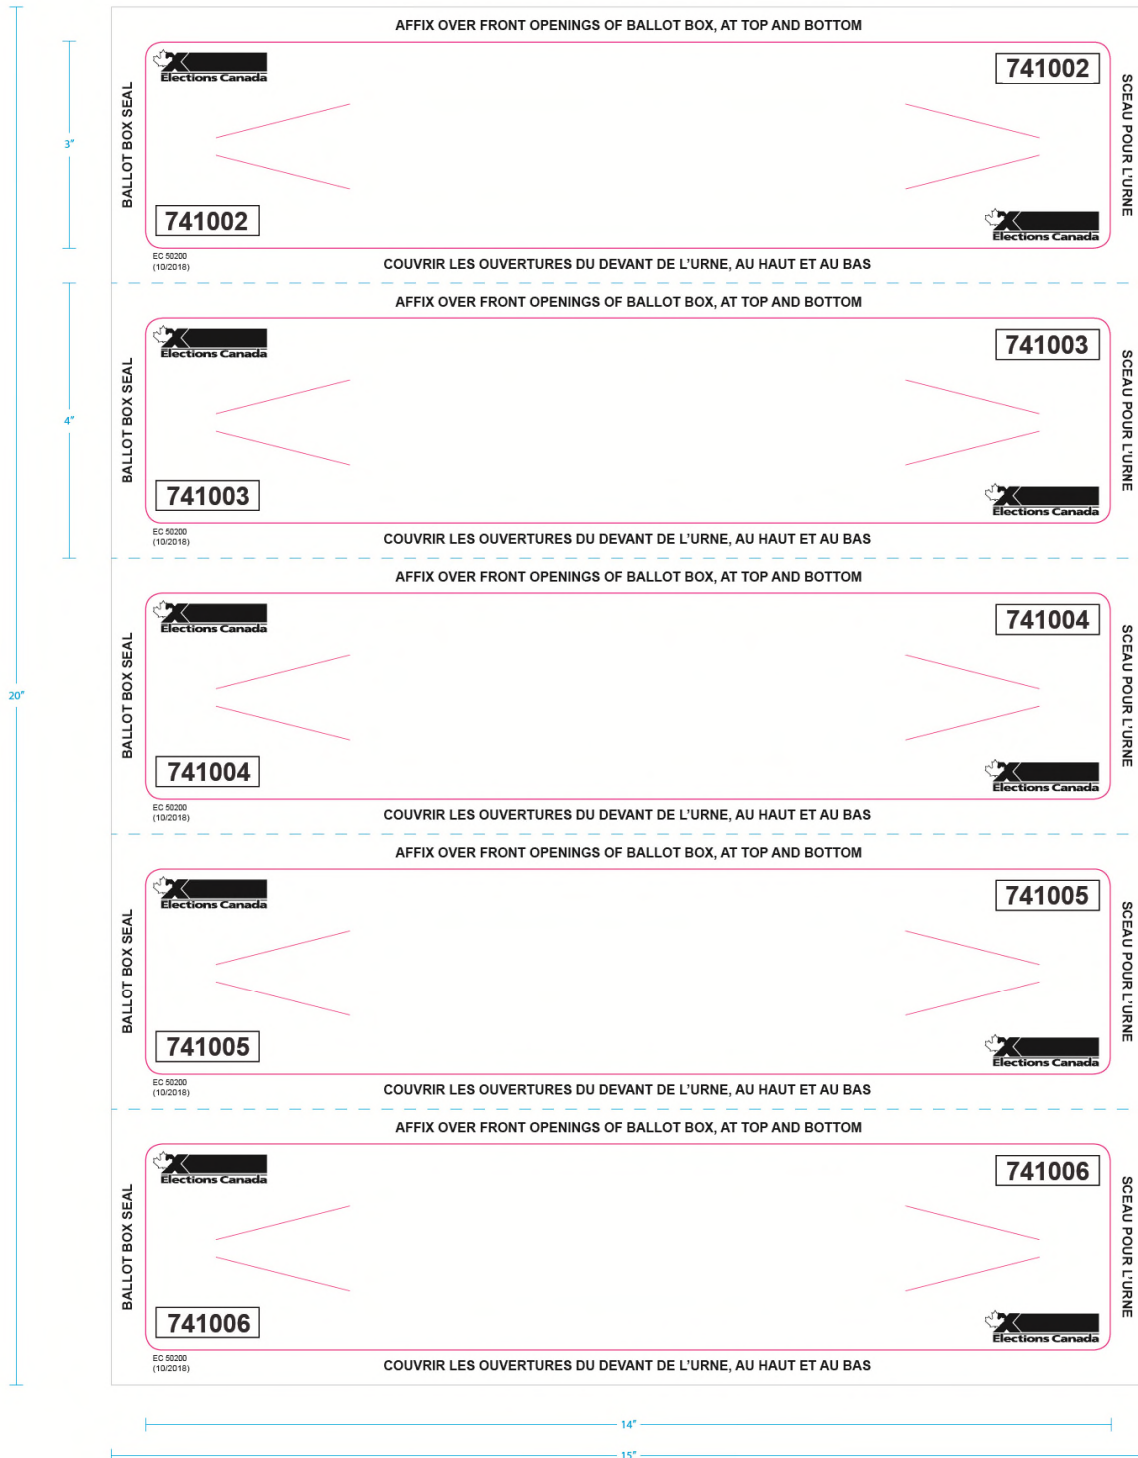 AFFIX OVER FRONT OPENINGS OF BALLOT BOX, AT TOP AND BOTTOM
Elections Canada
741002
BALLOT BOX SEAL
SCEAU POUR L'URNE
3"
741002
Elections Canada
EC 50200
(10/2018)
COUVRIR LES OUVERTURES DU DEVANT DE L'URNE, AU HAUT ET AU BAS
AFFIX OVER FRONT OPENINGS OF BALLOT BOX, AT TOP AND BOTTOM
Elections Canada
741003
BALLOT BOX SEAL
SCEAU POUR L'URNE
4"
741003
Elections Canada
EC 50200
(10/2018)
COUVRIR LES OUVERTURES DU DEVANT DE L'URNE, AU HAUT ET AU BAS
AFFIX OVER FRONT OPENINGS OF BALLOT BOX, AT TOP AND BOTTOM
Elections Canada
741004
BALLOT BOX SEAL
SCEAU POUR L'URNE
20"
741004
Elections Canada
EC 50200
(10/2018)
COUVRIR LES OUVERTURES DU DEVANT DE L'URNE, AU HAUT ET AU BAS
AFFIX OVER FRONT OPENINGS OF BALLOT BOX, AT TOP AND BOTTOM
Elections Canada
741005
BALLOT BOX SEAL
SCEAU POUR L'URNE
741005
Elections Canada
EC 50200
(10/2018)
COUVRIR LES OUVERTURES DU DEVANT DE L'URNE, AU HAUT ET AU BAS
AFFIX OVER FRONT OPENINGS OF BALLOT BOX, AT TOP AND BOTTOM
Elections Canada
741006
BALLOT BOX SEAL
SCEAU POUR L'URNE
741006
Elections Canada
EC 50200
(10/2018)
COUVRIR LES OUVERTURES DU DEVANT DE L'URNE, AU HAUT ET AU BAS
14"
15"